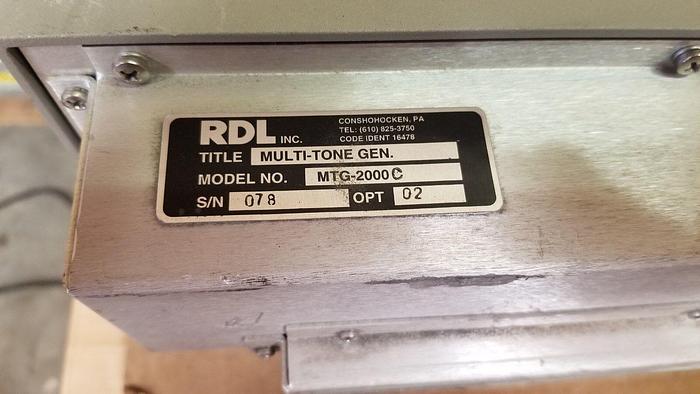 RDL INC.
CONSHOHOCKEN, PA
TEL: (610) 825-3750
CODE IDENT 16478
TITLE MULTI-TONE GEN.
MODEL NO. MTG-2000C
S/N 078 OPT 02